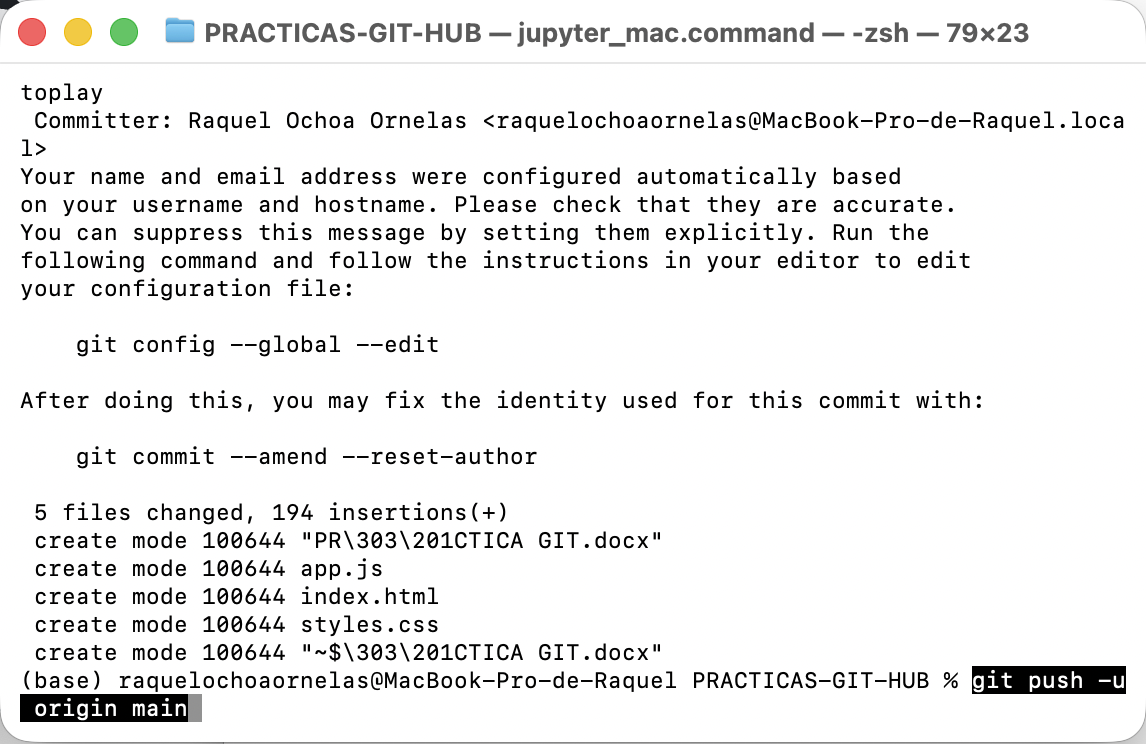 PRACTICAS-GIT-HUB — jupyter_mac.command — -zsh — 79×23
toplay
 Committer: Raquel Ochoa Ornelas <raquelochoaornelas@MacBook-Pro-de-Raquel.loca
l>
Your name and email address were configured automatically based
on your username and hostname. Please check that they are accurate.
You can suppress this message by setting them explicitly. Run the
following command and follow the instructions in your editor to edit
your configuration file:

    git config --global --edit

After doing this, you may fix the identity used for this commit with:

    git commit --amend --reset-author

 5 files changed, 194 insertions(+)
 create mode 100644 "PR\303\201CTICA GIT.docx"
 create mode 100644 app.js
 create mode 100644 index.html
 create mode 100644 styles.css
 create mode 100644 "~$\303\201CTICA GIT.docx"
(base) raquelochoaornelas@MacBook-Pro-de-Raquel PRACTICAS-GIT-HUB % git push -u
 origin main